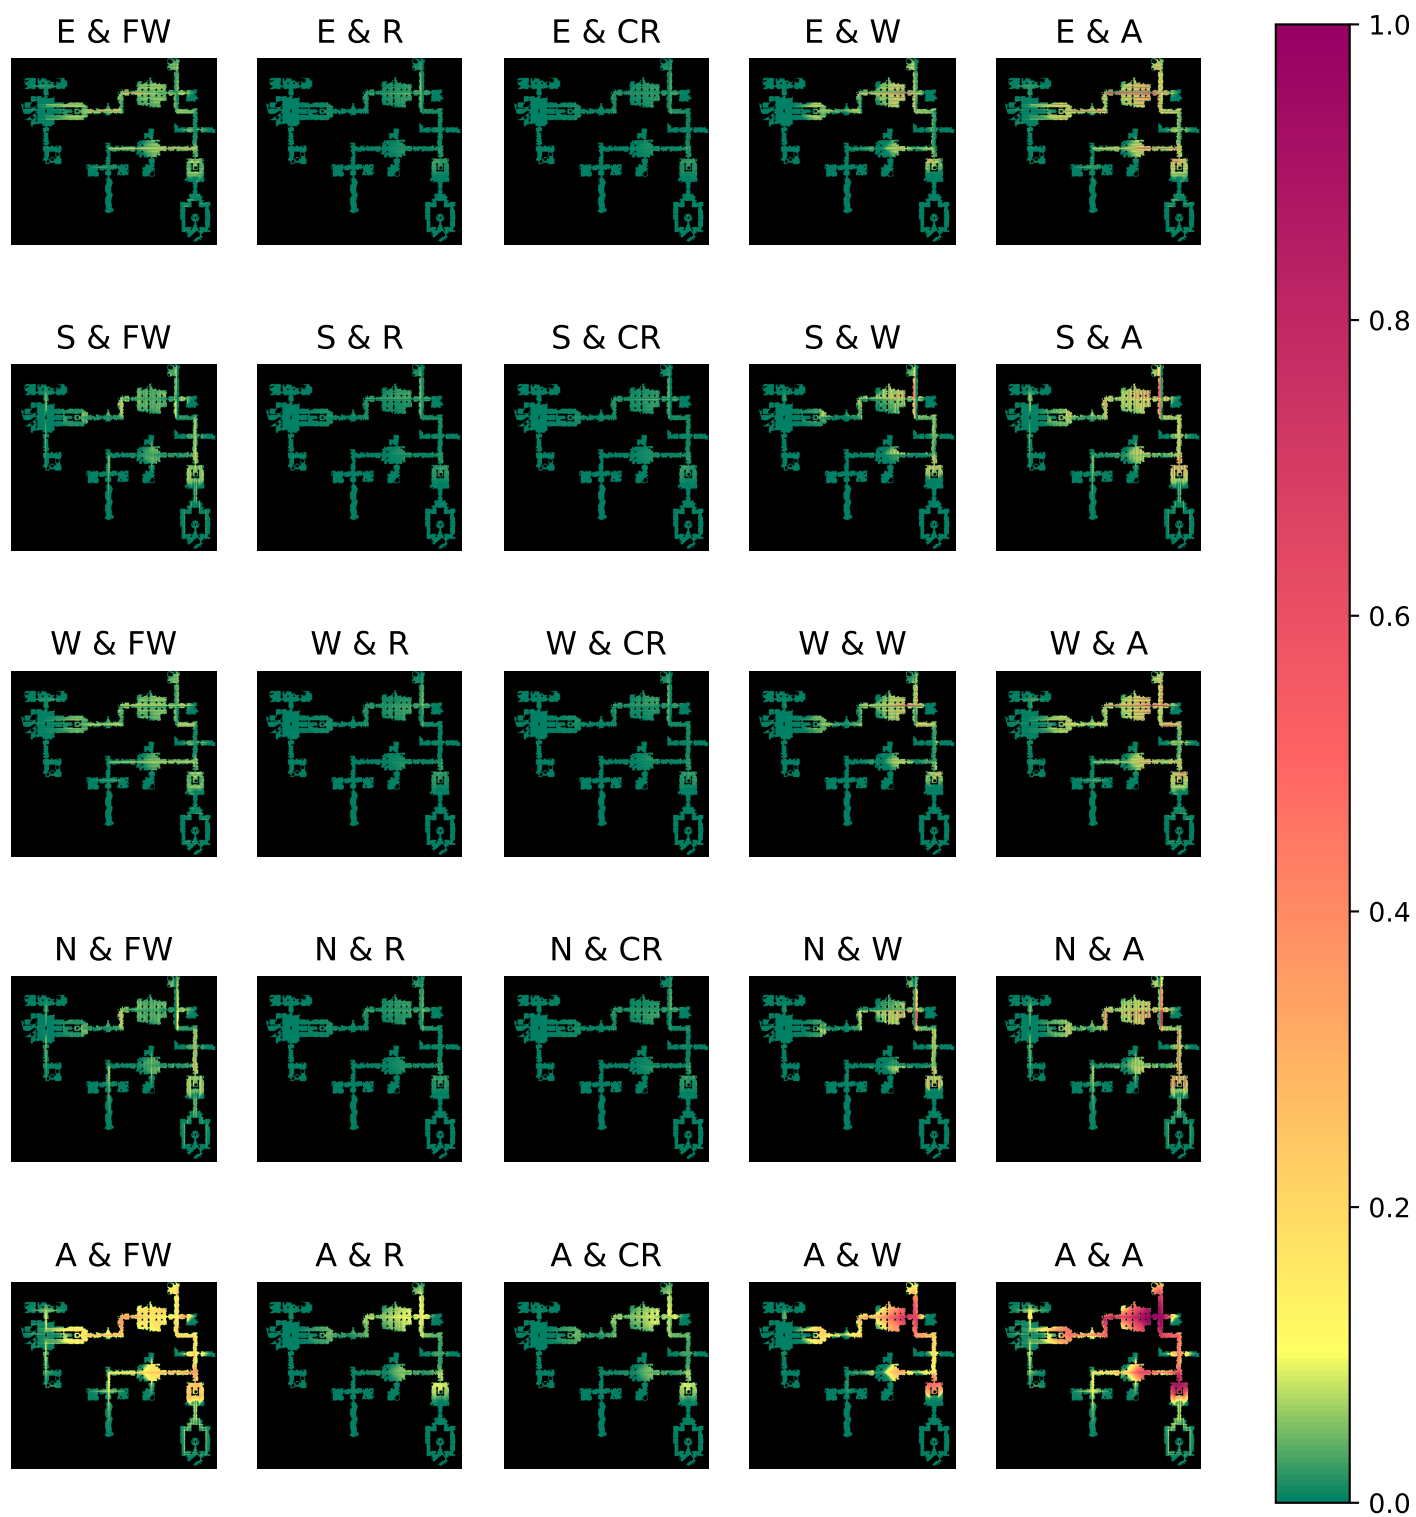 E & FW
E & R
E & CR
E & W
E & A
1.0
S & FW
S & R
S & CR
S & W
S & A
0.8
W & FW
W & R
W & CR
W & W
W & A
0.6
N & FW
N & R
N & CR
N & W
N & A
0.4
A & FW
A & R
A & CR
A & W
A & A
0.2
0.0